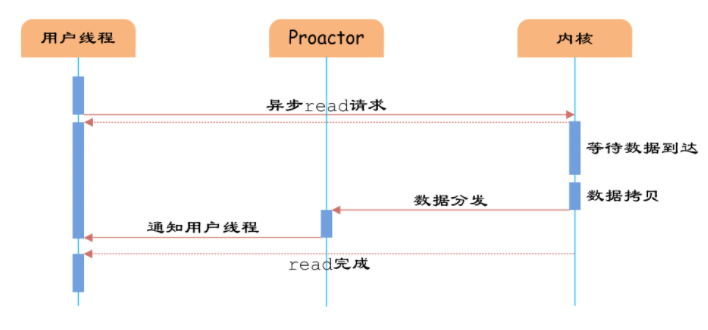 用户线程
Proactor
内核
异步read请求
等待数据到达
数据拷贝
数据分发
通知用户线程
read完成